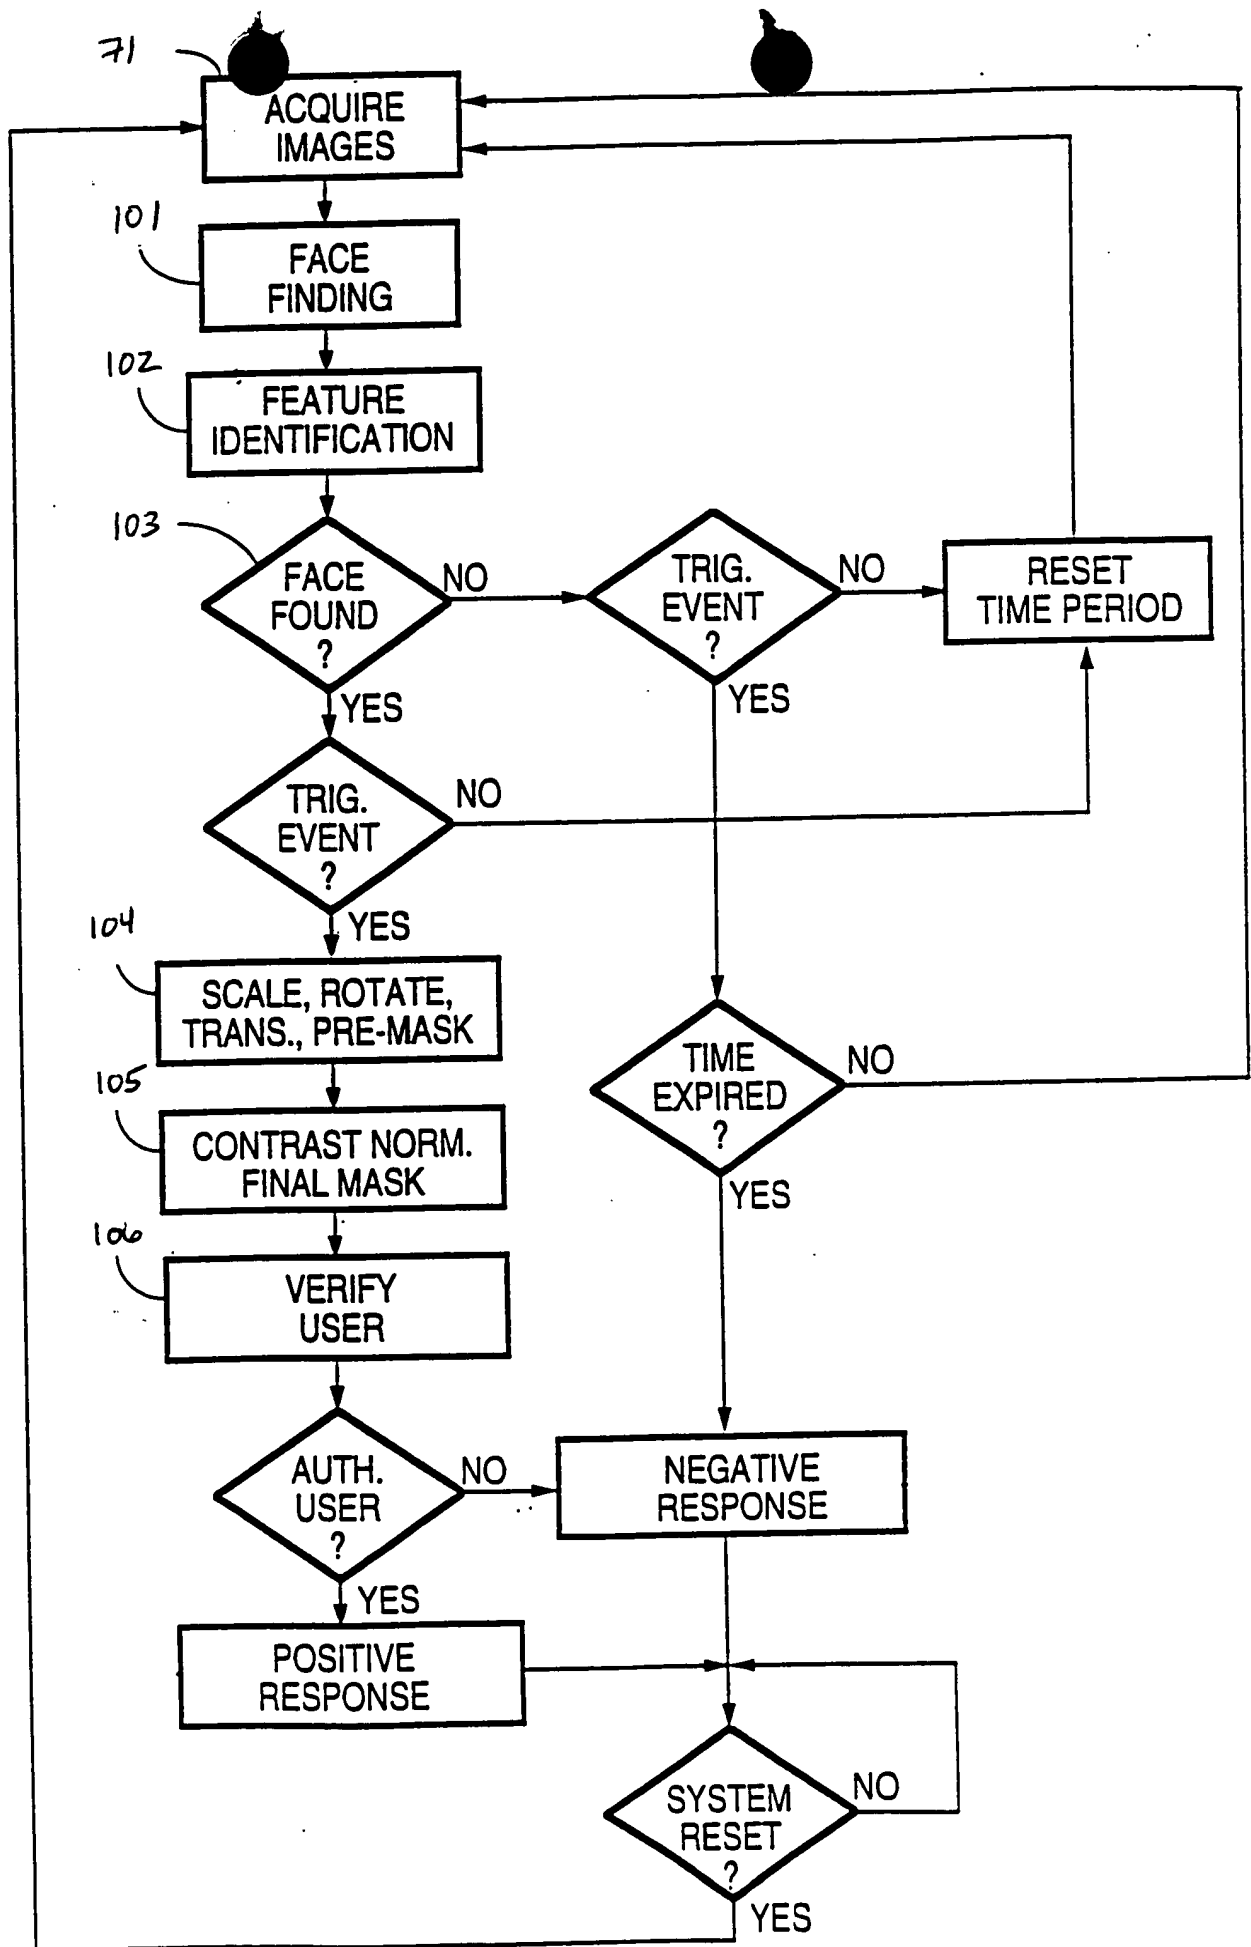 71
ACQUIRE
IMAGES
101
FACE
FINDING
102
FEATURE
IDENTIFICATION
103
FACE
FOUND
?
NO
TRIG.
EVENT
?
NO
RESET
TIME PERIOD
YES
YES
TRIG.
EVENT
?
NO
YES
104
SCALE, ROTATE,
TRANS., PRE-MASK
TIME
EXPIRED
?
NO
105
CONTRAST NORM.
FINAL MASK
YES
106
VERIFY
USER
AUTH.
USER
?
NO
NEGATIVE
RESPONSE
YES
POSITIVE
RESPONSE
SYSTEM
RESET
?
NO
YES